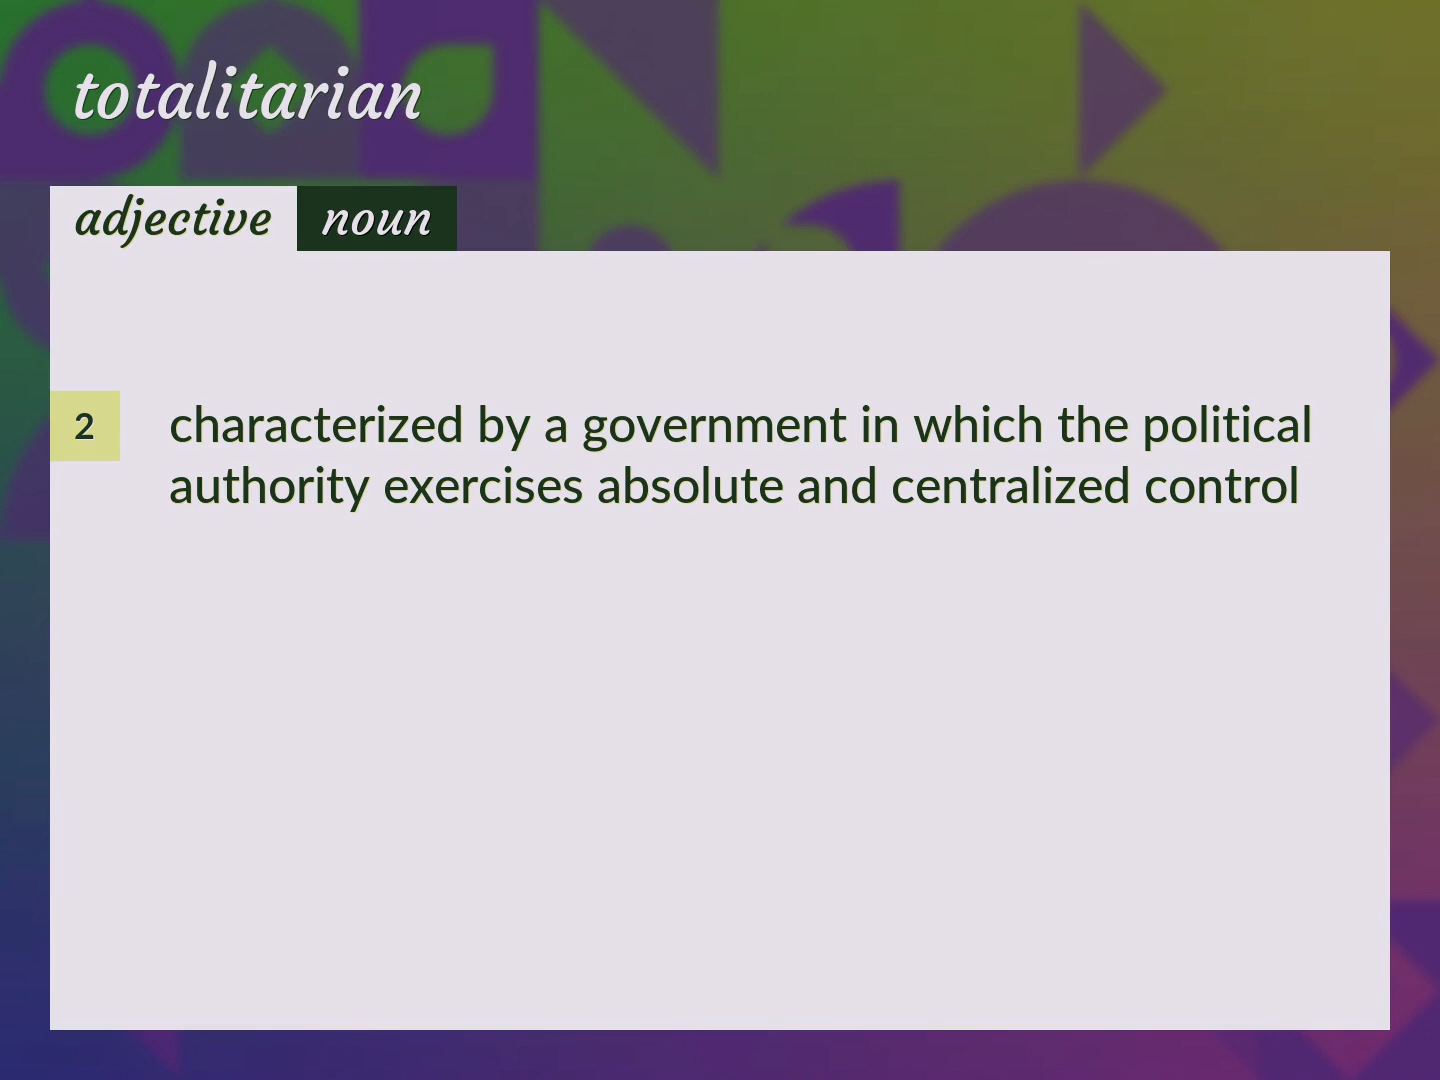 totalitarian
adjective noun
2 characterized by a government in which the political
authority exercises absolute and centralized control